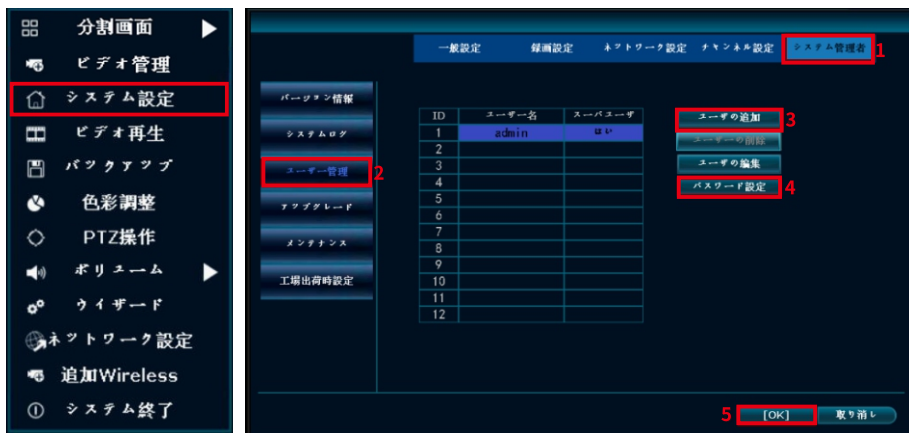 分割画面
ビデオ管理
システム設定
ビデオ再生
バックアップ
色彩調整
PTZ操作
ボリューム
ウイザード
ネットワーク設定
追加Wireless
システム終了
一般設定 録画設定 ネットワーク設定 チャンネル設定 システム管理者 1
バージョン情報
システムログ
ユーザー管理 2
アップグレード
メンテナンス
工場出荷時設定
ID ユーザー名 スーパユーザ
1 admin はい
2
3
4
5
6
7
8
9
10
11
12
ユーザの追加 3
ユーザーの削除
ユーザの編集
パスワード設定 4
5 [OK] 取り消し